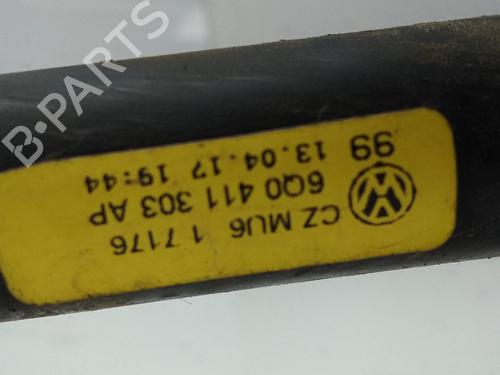 CZ MU6 1 7176
6Q0 411 303 AP
99 13.04.17 19:44
B-PARTS